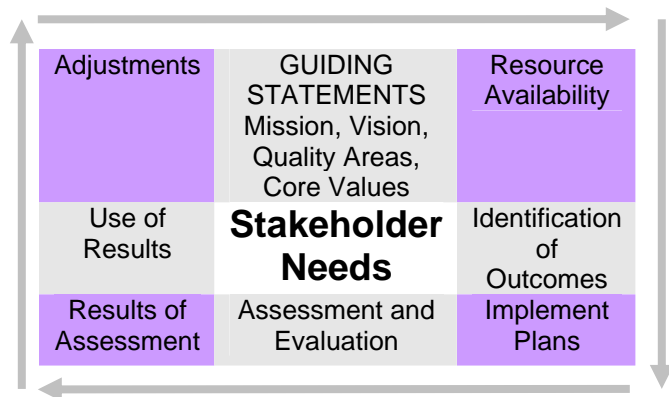 Adjustments
GUIDING
STATEMENTS
Mission, Vision,
Quality Areas,
Core Values
Resource
Availability
Use of
Results
Stakeholder
Needs
Identification
of
Outcomes
Results of
Assessment
Assessment and
Evaluation
Implement
Plans